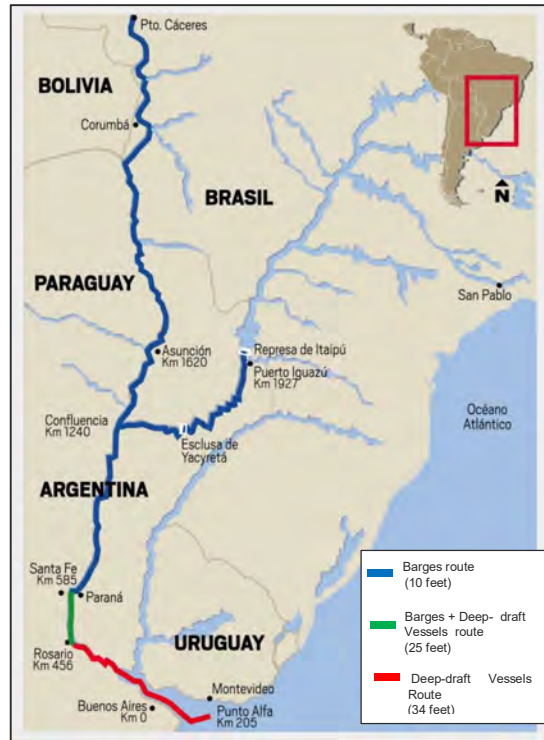 Pto. Cáceres
BOLIVIA
Corumbá
N
BRASIL
PARAGUAY
San Pablo
Asunción
Km 1620
Represa de Itaipú
Puerto Iguazú
Km 1927
Confluencia
Km 1240
Océano
Atlántico
Esclusa de
Yacyretá
ARGENTINA
Santa Fe
Km 585
Paraná
Rosario
Km 456
URUGUAY
Montevideo
Buenos Aires
Km 0
Punto Alfa
Km 205
Barges route
(10 feet)
Barges + Deep- draft
Vessels route
(25 feet)
Deep-draft Vessels
Route
(34 feet)